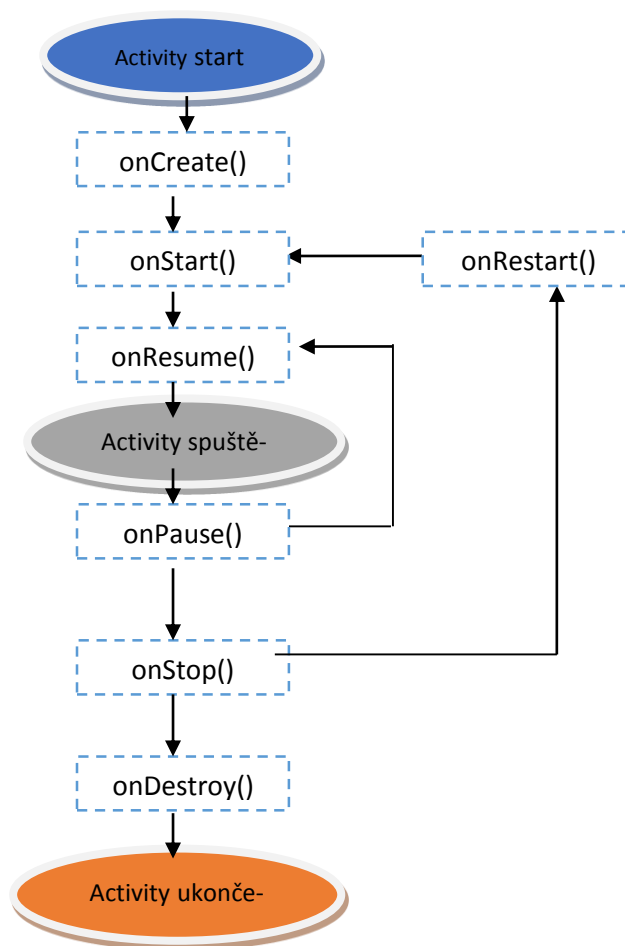 Activity start
onCreate()
onStart()
onRestart()
onResume()
Activity spuště-
onPause()
onStop()
onDestroy()
Activity ukonče-